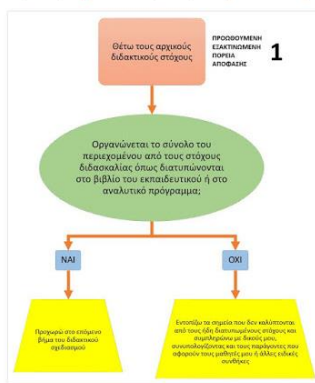 Θέτω τους αρχικούς
διδακτικούς στόχους
ΠΡΟΩΘΟΥΜΕΝΗ
ΕΞΑΚΤΙΝΩΜΕΝΗ
ΠΟΡΕΙΑ
ΑΠΟΦΑΣΗΣ
1
Οργανώνεται το σύνολο του
περιεχομένου από τους στόχους
διδασκαλίας όπως διατυπώνονται
στο βιβλίο του εκπαιδευτικού ή στο
αναλυτικό πρόγραμμα;
ΝΑΙ
ΟΧΙ
Προχωρώ στο επόμενο
βήμα του διδακτικού
σχεδιασμού
Εντοπίζω τα σημεία που δεν καλύπτονται
από τους ήδη διατυπωμένους στόχους και
συμπληρώνω με δικούς μου,
συνυπολογίζοντας και τους παράγοντες που
αφορούν τους μαθητές μου ή άλλες ειδικές
συνθήκες